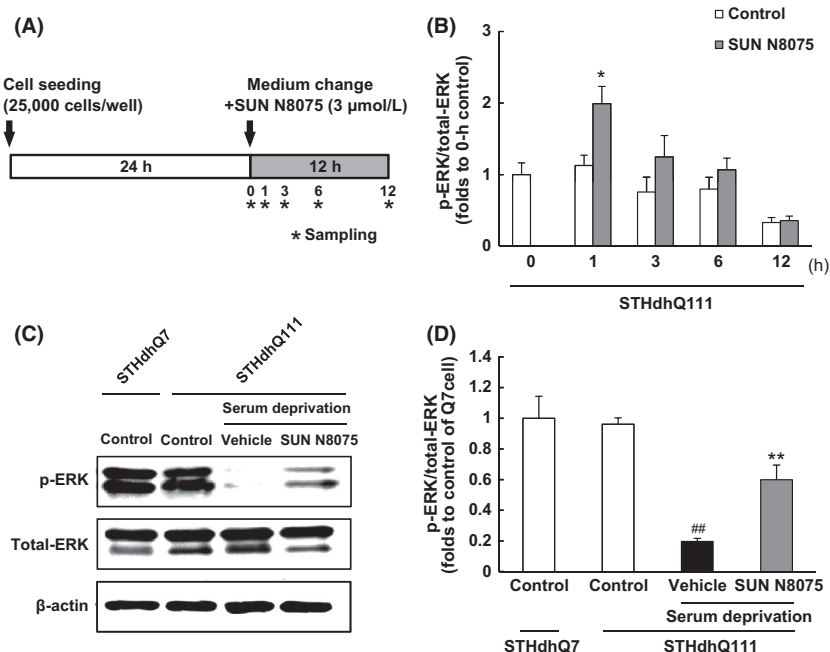 (A)
Cell seeding
(25,000 cells/well)
Medium change
+SUN N8075 (3 μmol/L)
24 h
12 h
0 1 3 6 12
* * * * *
* Sampling
(B)
Control
SUN N8075
p-ERK/total-ERK
(folds to 0-h control)
3
2
1
0
*
0 1 3 6 12 (h)
STHdhQ111
(C)
STHdhQ7
STHdhQ111
Serum deprivation
Control Control Vehicle SUN N8075
p-ERK
Total-ERK
β-actin
(D)
p-ERK/total-ERK
(folds to control of Q7cell)
1.4
1.2
1
0.8
0.6
0.4
0.2
0
##
**
Control Control Vehicle SUN N8075
Serum deprivation
STHdhQ7 STHdhQ111